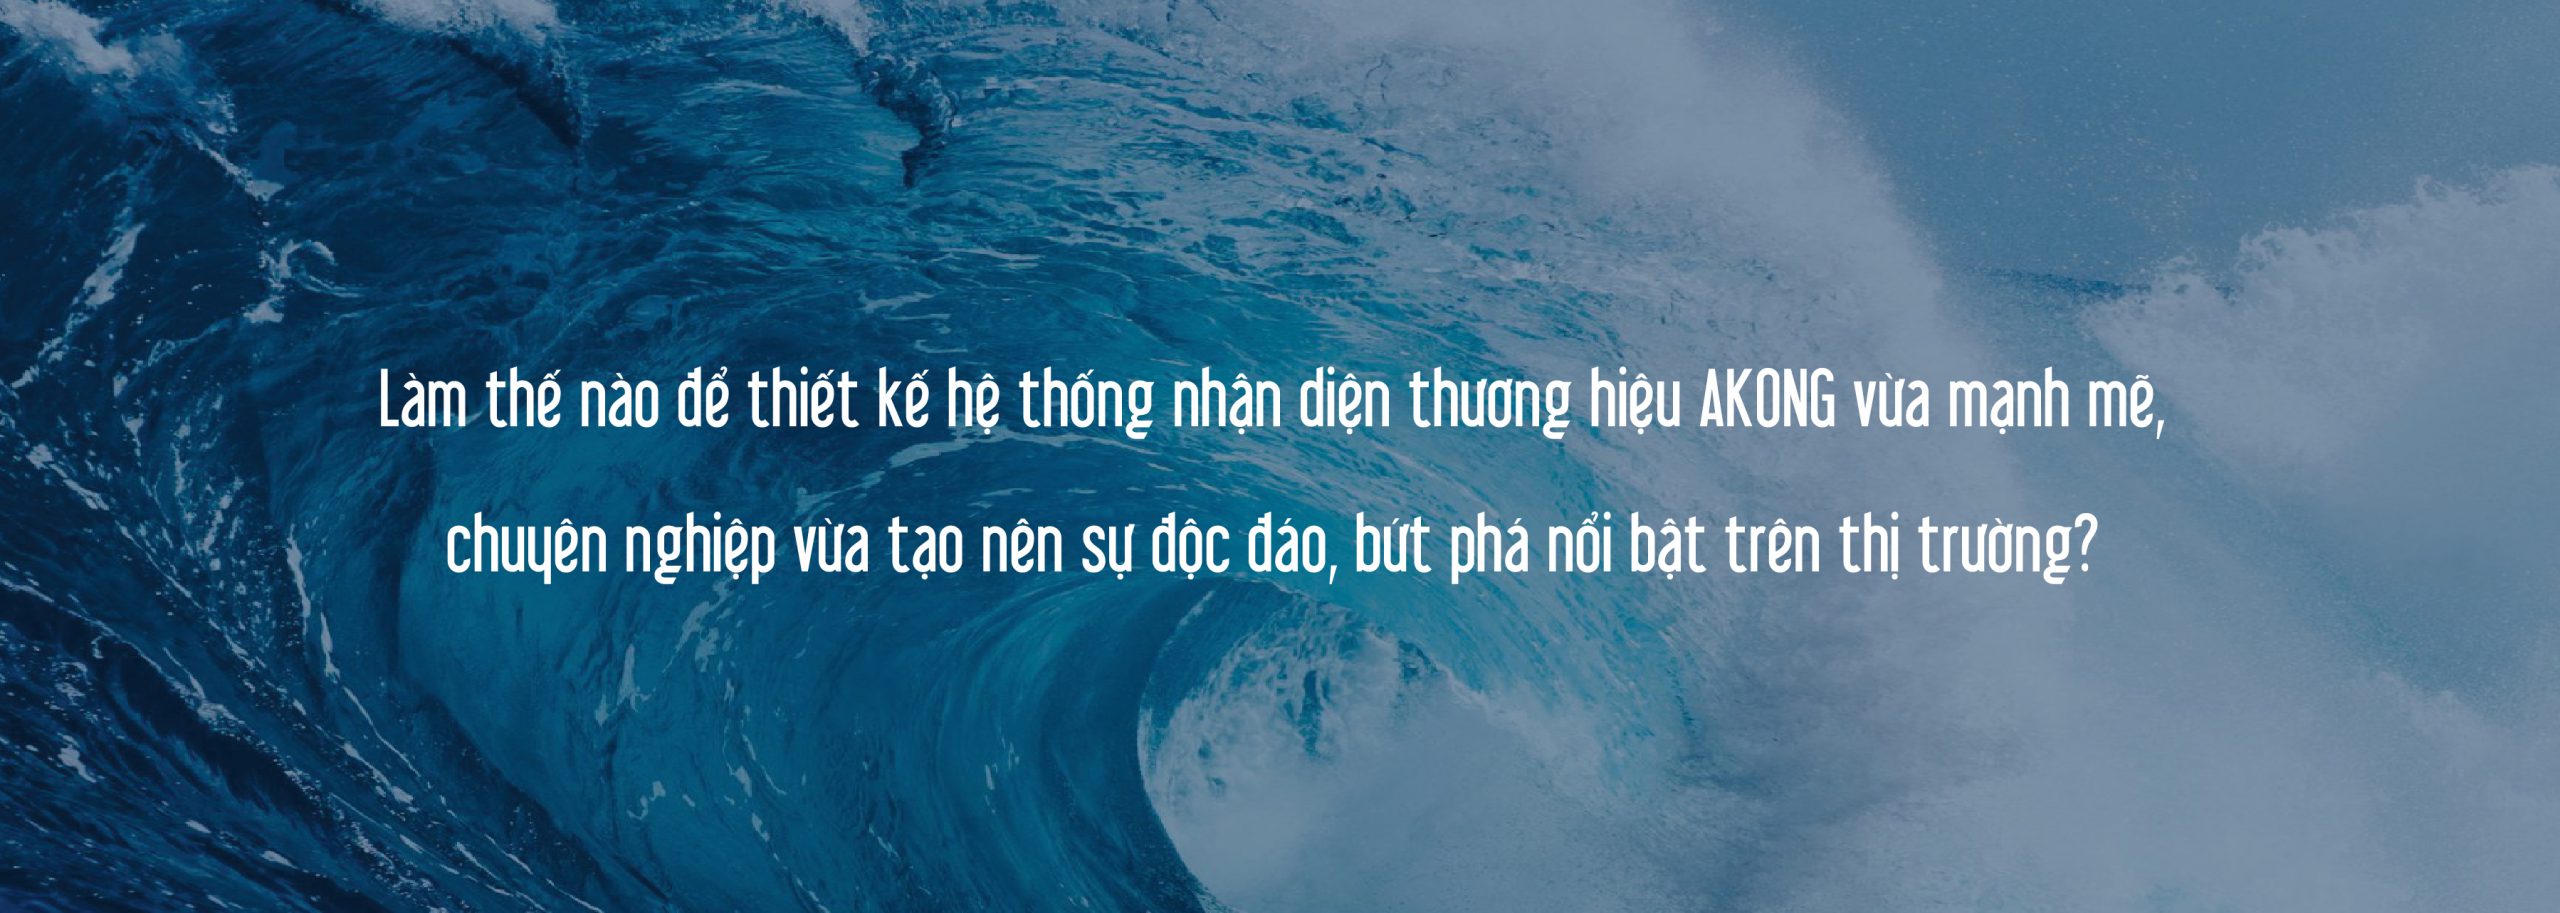 Làm thế nào để thiết kế hệ thống nhận diện thương hiệu AKONG vừa mạnh mẽ,
chuyên nghiệp vừa tạo nên sự độc đáo, bứt phá nổi bật trên thị trường?